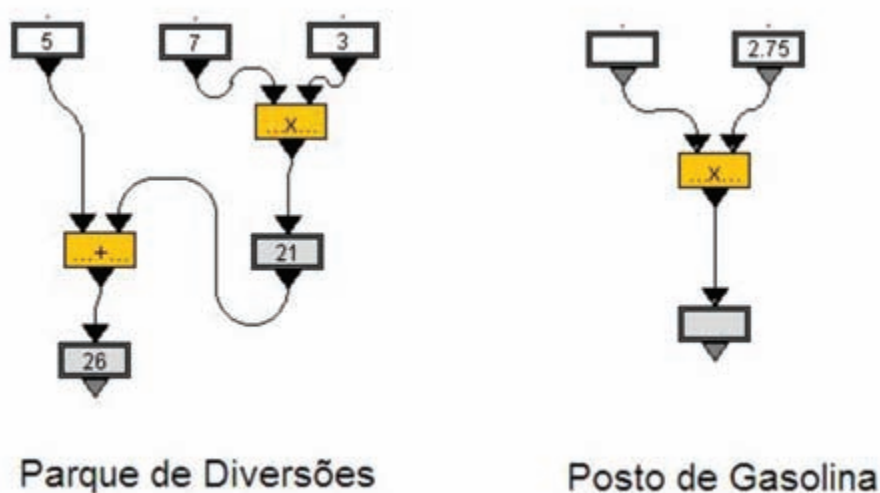 5 7 3 2.75
...x... ...x...
...+... 21
26
Parque de Diversões Posto de Gasolina